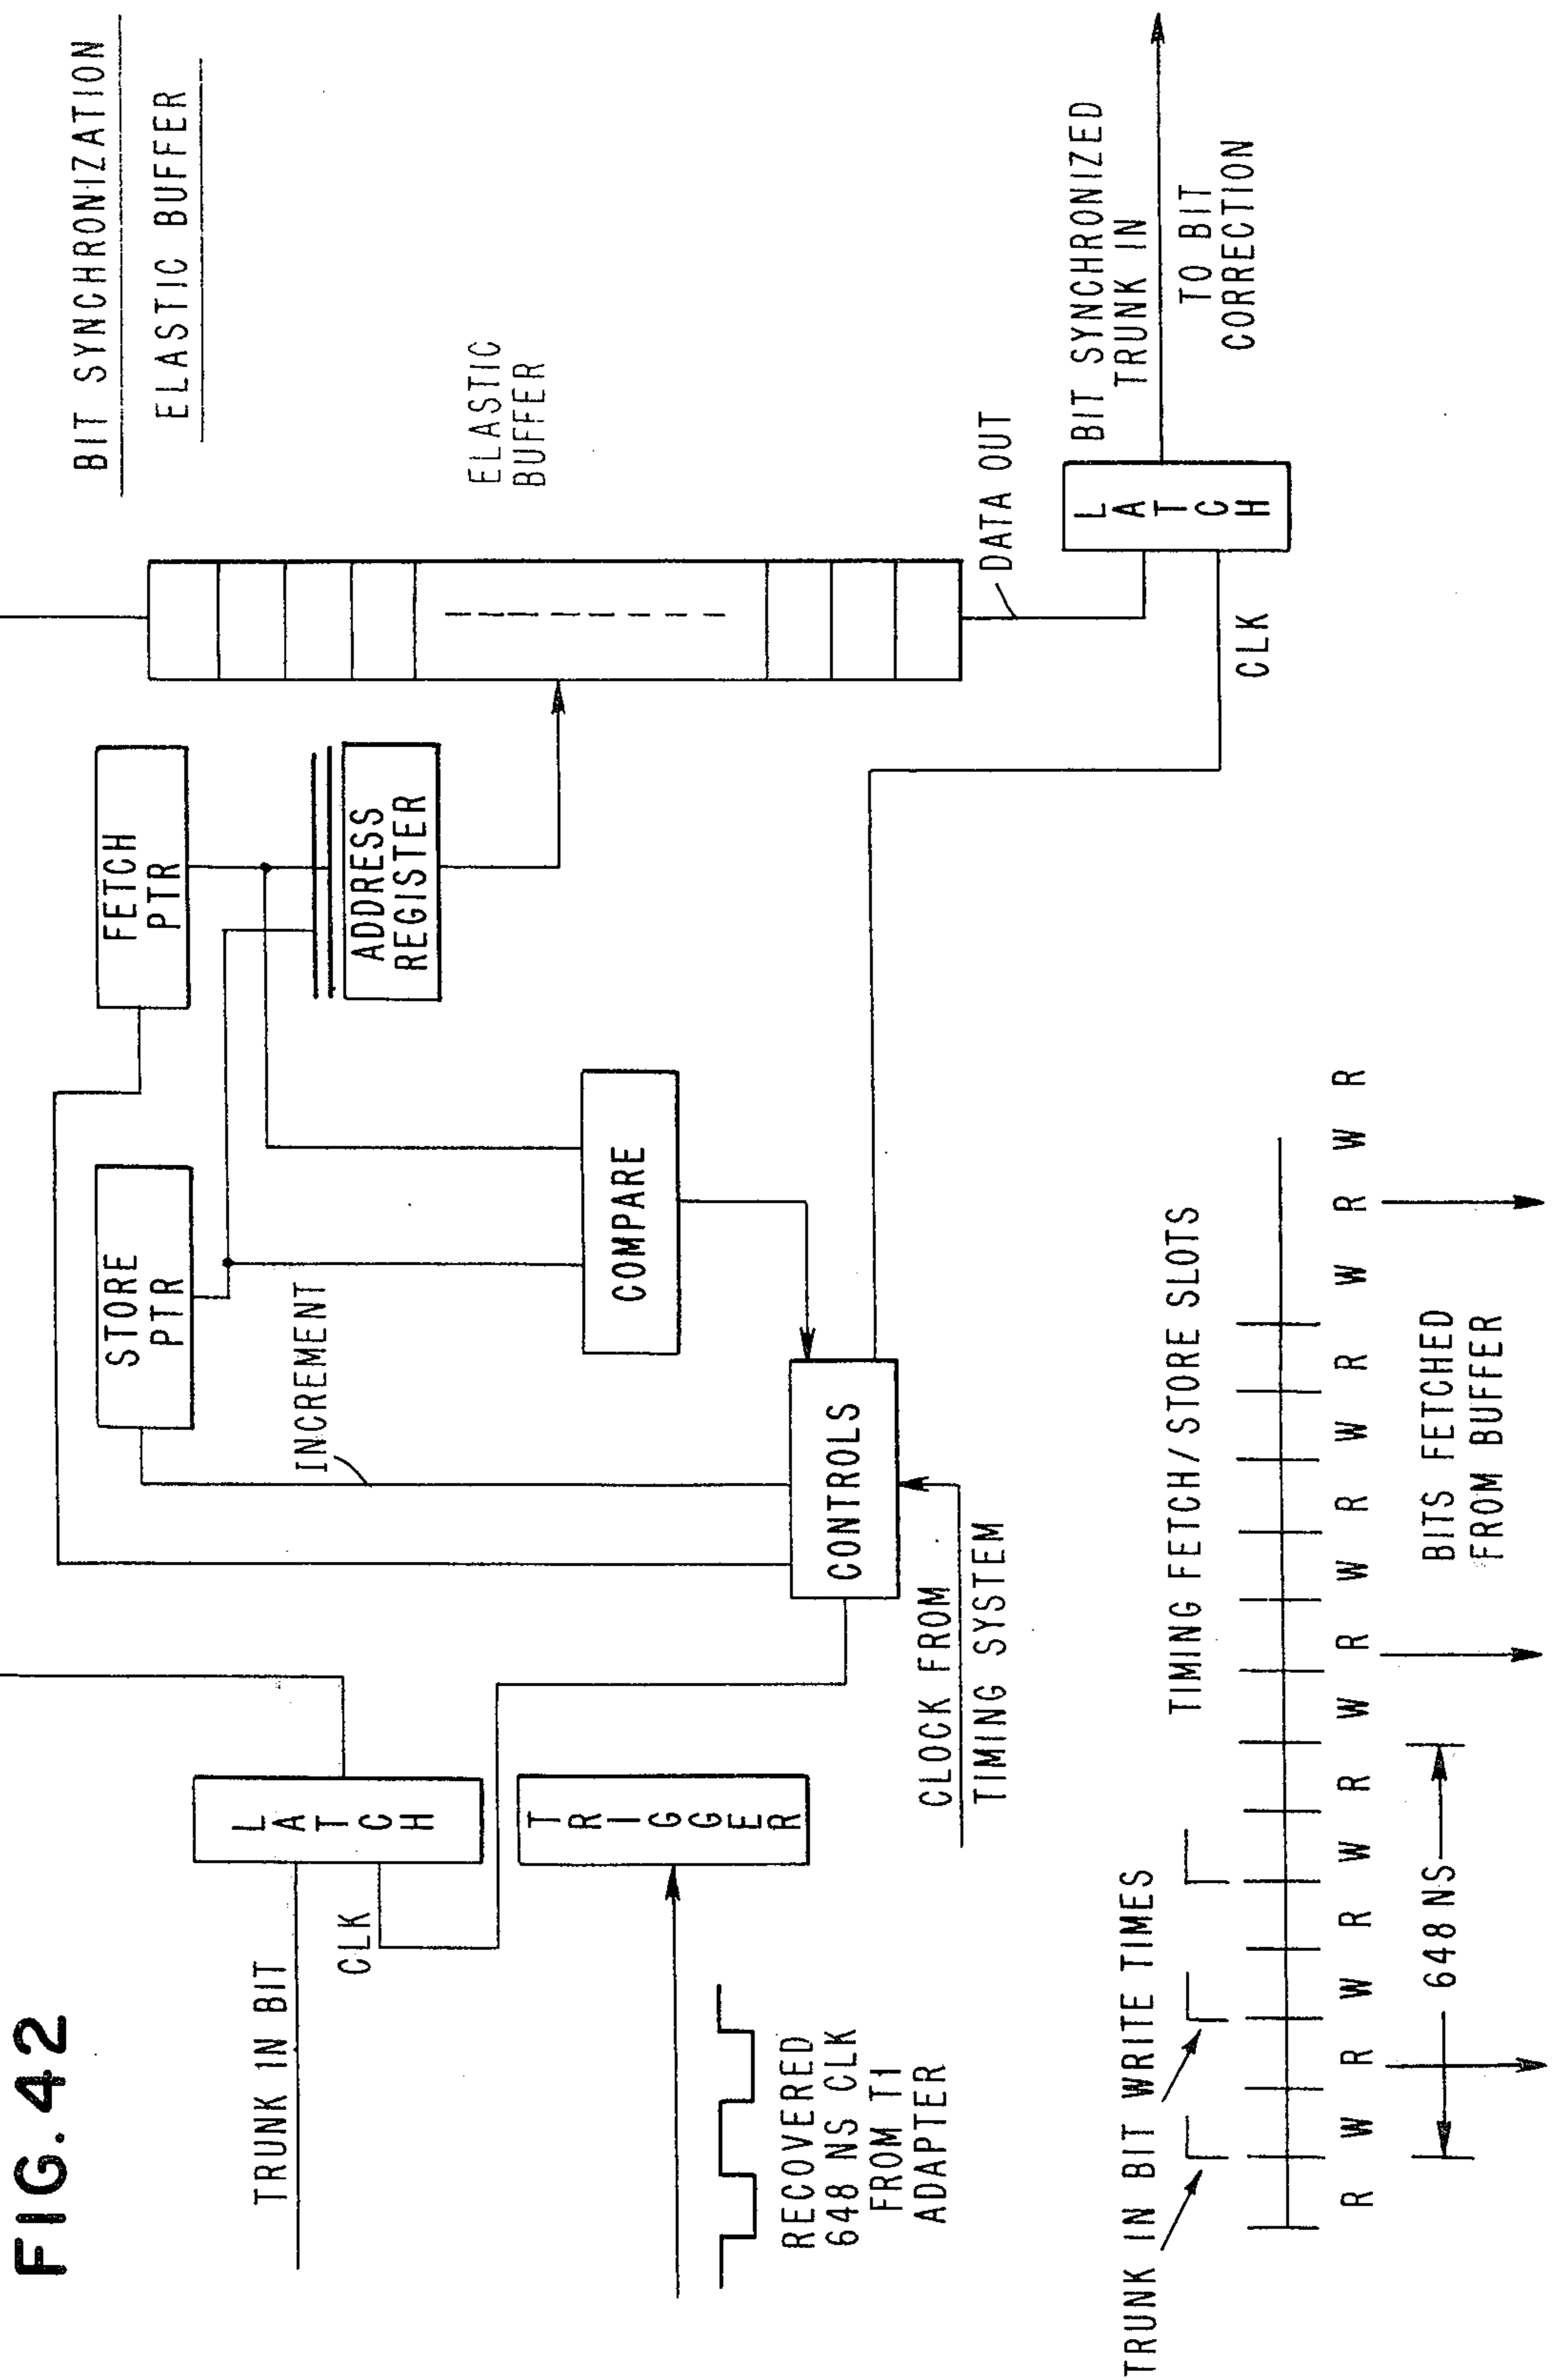 FIG. 42
BIT SYNCHRONIZATION
ELASTIC BUFFER
TRUNK IN BIT
CLK
LATCH
TRIGGER
RECOVERED
648 NS CLK
FROM T1
ADAPTER
STORE
PTR
FETCH
PTR
INCREMENT
ADDRESS
REGISTER
COMPARE
CONTROLS
CLOCK FROM
TIMING SYSTEM
ELASTIC
BUFFER
DATA OUT
CLK
LATCH
BIT SYNCHRONIZED
TRUNK IN
TO BIT
CORRECTION
TRUNK IN BIT WRITE TIMES
TIMING FETCH/STORE SLOTS
R W R W R W R W R W R W R W R W R
648 NS
BITS FETCHED
FROM BUFFER